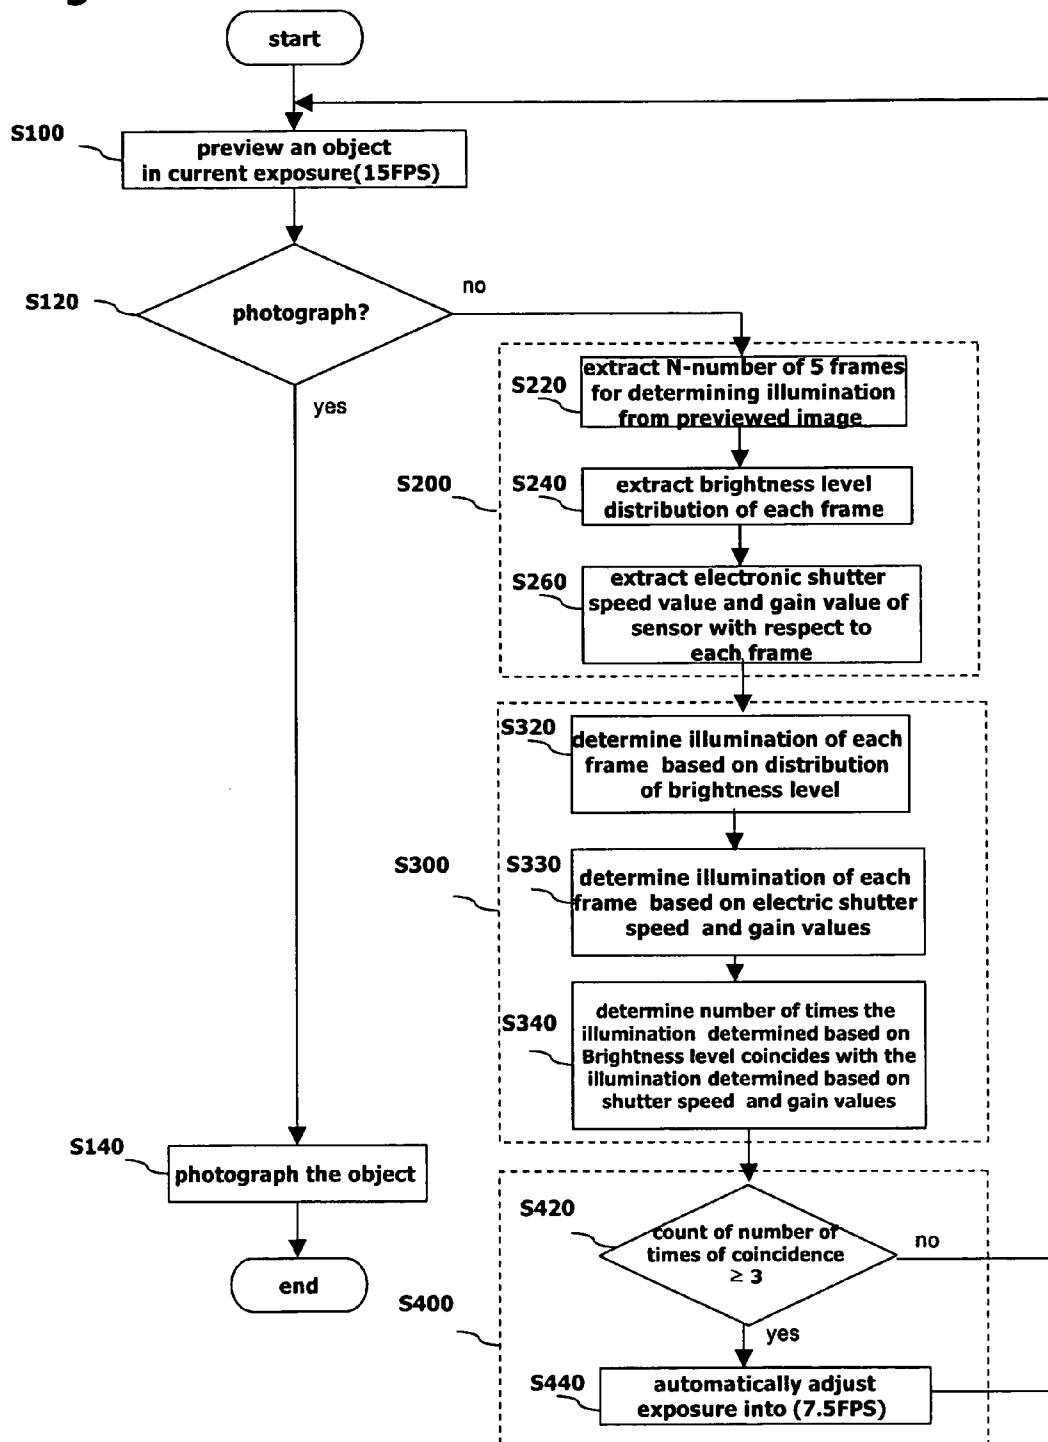 start
S100
preview an object
in current exposure(15FPS)
S120
photograph?
no
yes
S200
S220
extract N-number of 5 frames
for determining illumination
from previewed image
S240
extract brightness level
distribution of each frame
S260
extract electronic shutter
speed value and gain value of
sensor with respect to
each frame
S300
S320
determine illumination of each
frame based on distribution
of brightness level
S330
determine illumination of each
frame based on electric shutter
speed and gain values
S340
determine number of times the
illumination determined based on
Brightness level coincides with the
illumination determined based on
shutter speed and gain values
S140
photograph the object
end
S400
S420
count of number of
times of coincidence
≥ 3
no
yes
S440
automatically adjust
exposure into (7.5FPS)